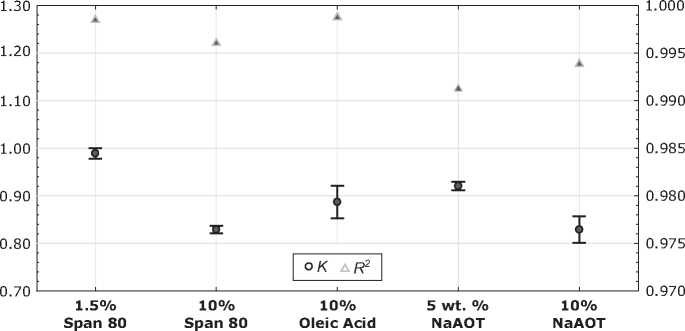 1.30
1.20
1.10
1.00
0.90
0.80
0.70
1.000
0.995
0.990
0.985
0.980
0.975
0.970
K R²
1.5%
Span 80
10%
Span 80
10%
Oleic Acid
5 wt. %
NaAOT
10%
NaAOT